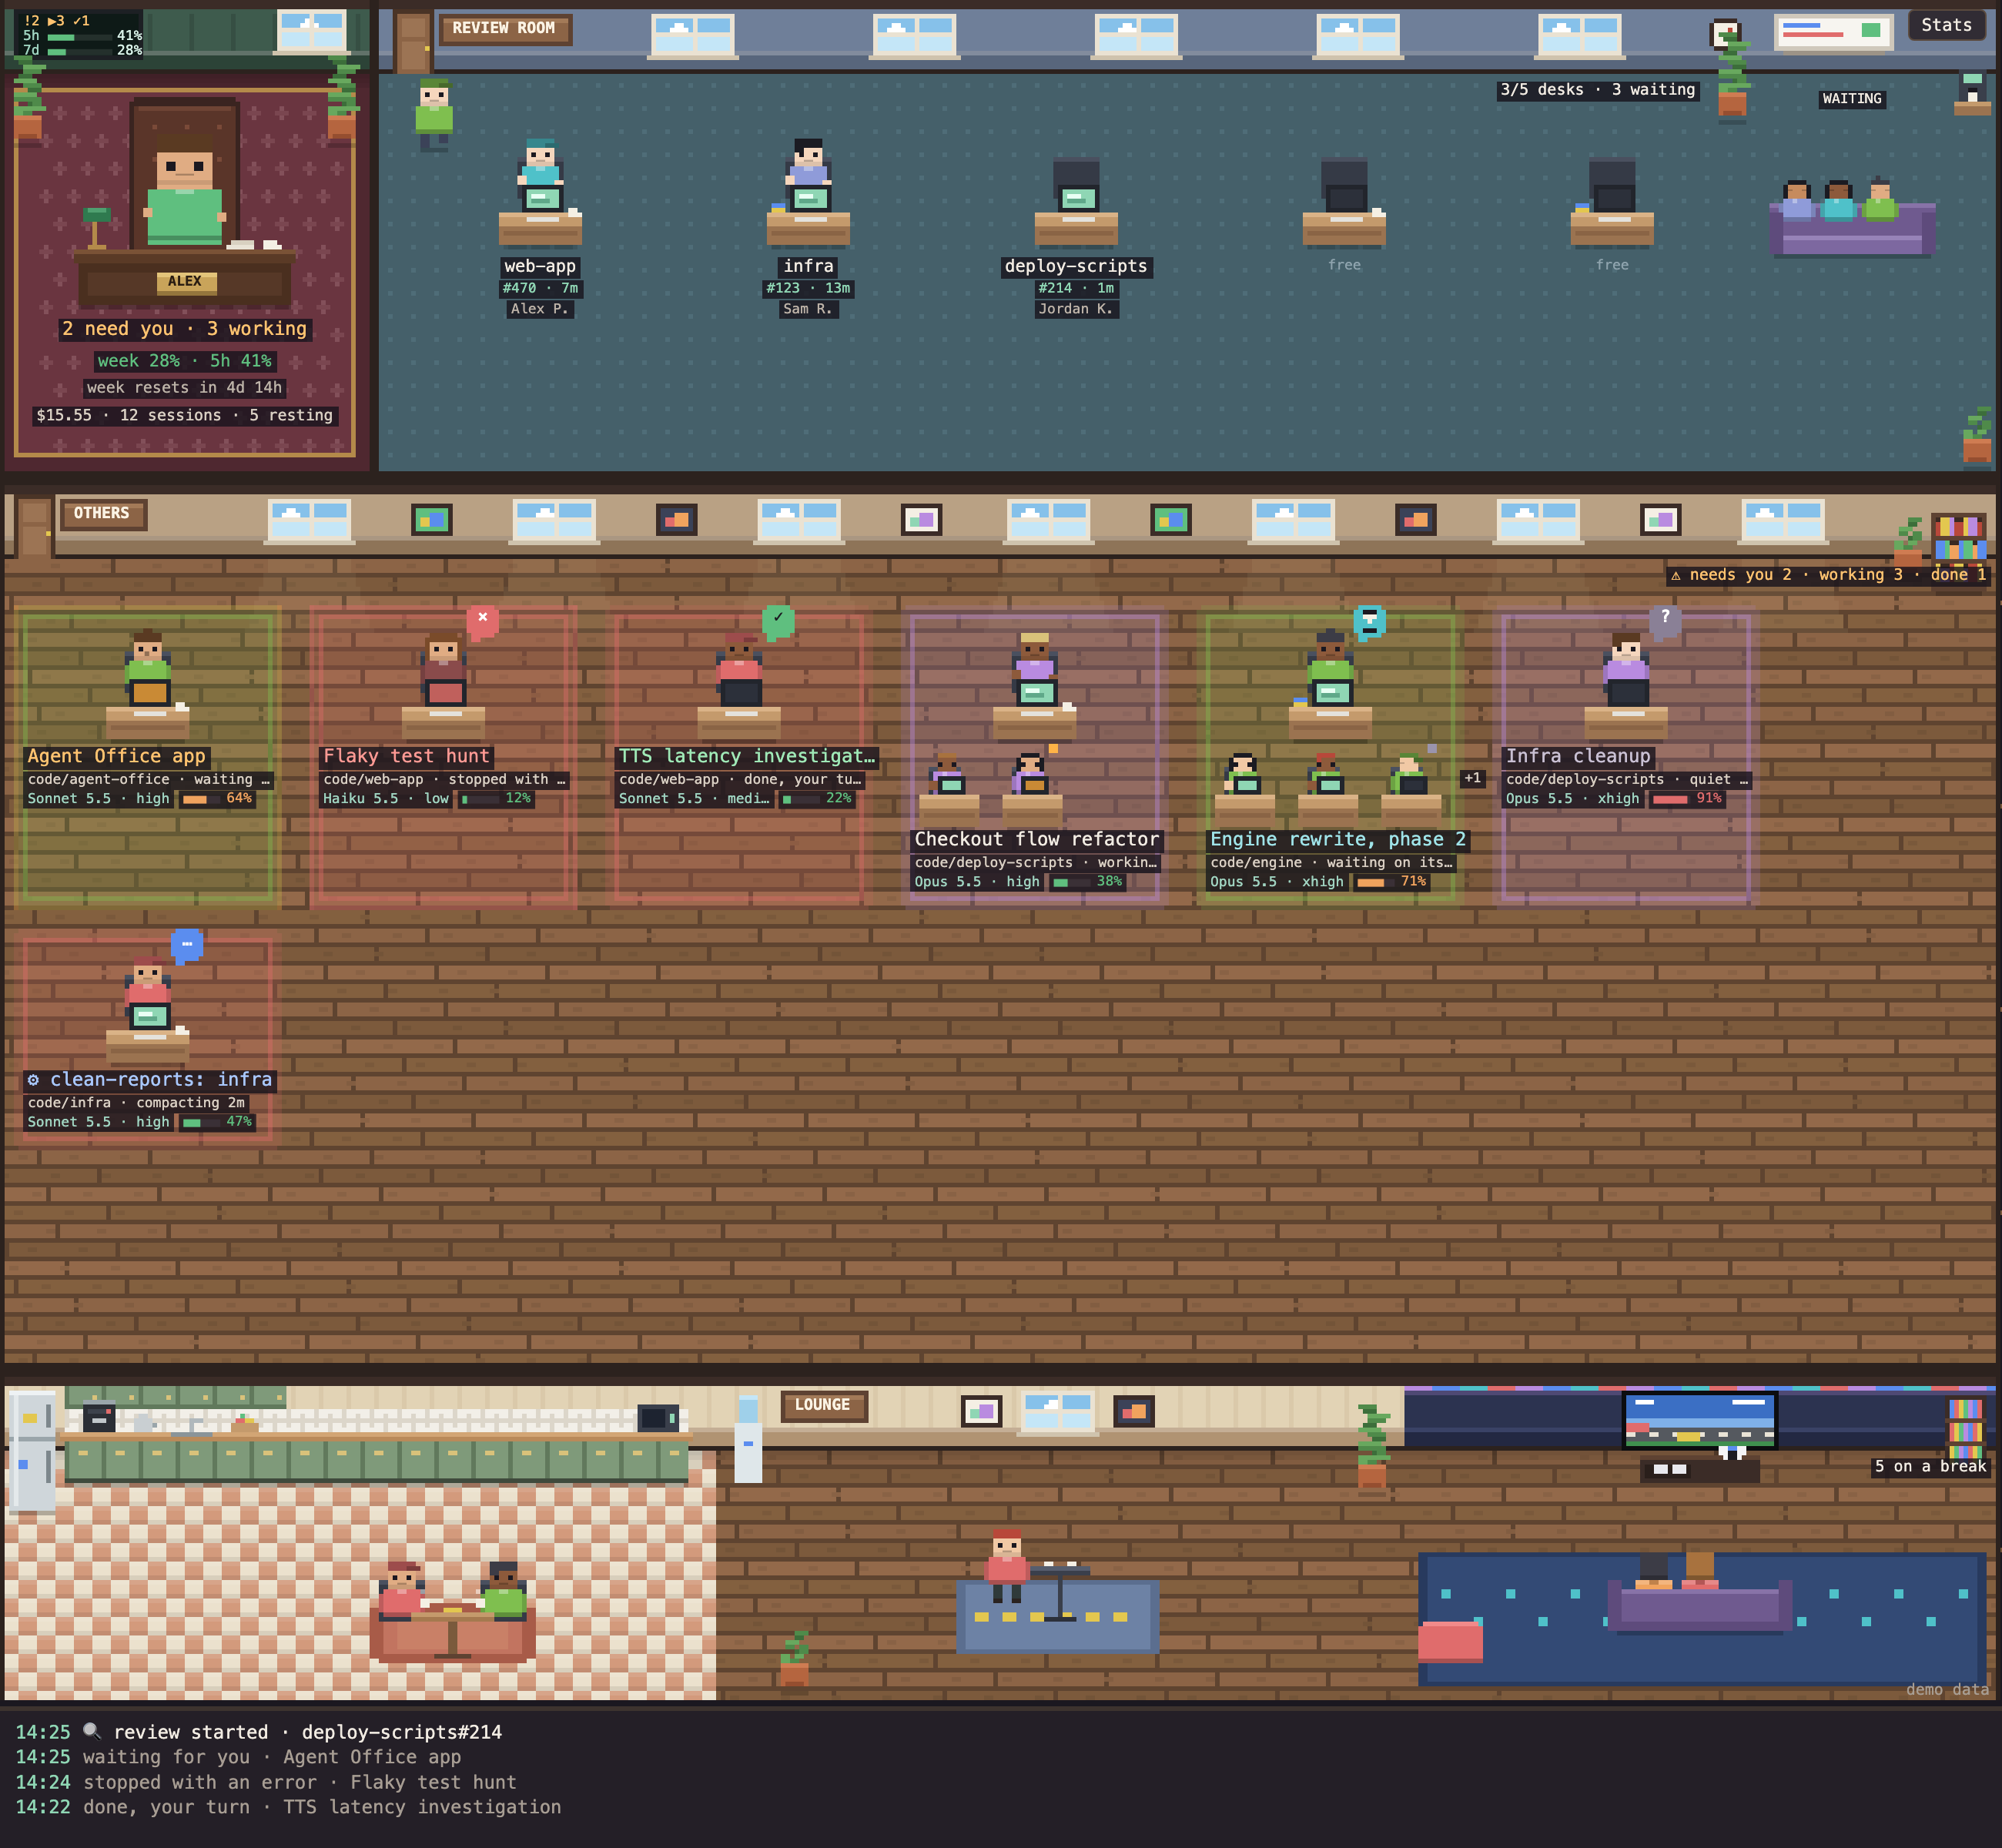 !2 ▶3 ✓1
5h 41%
7d 28%
ALEX
2 need you · 3 working
week 28% · 5h 41%
week resets in 4d 14h
$15.55 · 12 sessions · 5 resting
REVIEW ROOM
Stats
3/5 desks · 3 waiting
WAITING
web-app
#470 · 7m
Alex P.
infra
#123 · 13m
Sam R.
deploy-scripts
#214 · 1m
Jordan K.
free
free
OTHERS
⚠ needs you 2 · working 3 · done 1
Agent Office app
code/agent-office · waiting …
Sonnet 5.5 · high 64%
×
Flaky test hunt
code/web-app · stopped with …
Haiku 5.5 · low 12%
✓
TTS latency investigat…
code/web-app · done, your tu…
Sonnet 5.5 · medi… 22%
Checkout flow refactor
code/deploy-scripts · workin…
Opus 5.5 · high 38%
+1
Engine rewrite, phase 2
code/engine · waiting on its…
Opus 5.5 · xhigh 71%
?
Infra cleanup
code/deploy-scripts · quiet …
Opus 5.5 · xhigh 91%
⚙ clean-reports: infra
code/infra · compacting 2m
Sonnet 5.5 · high 47%
LOUNGE
5 on a break
demo data
14:25 🔍 review started · deploy-scripts#214
14:25 waiting for you · Agent Office app
14:24 stopped with an error · Flaky test hunt
14:22 done, your turn · TTS latency investigation